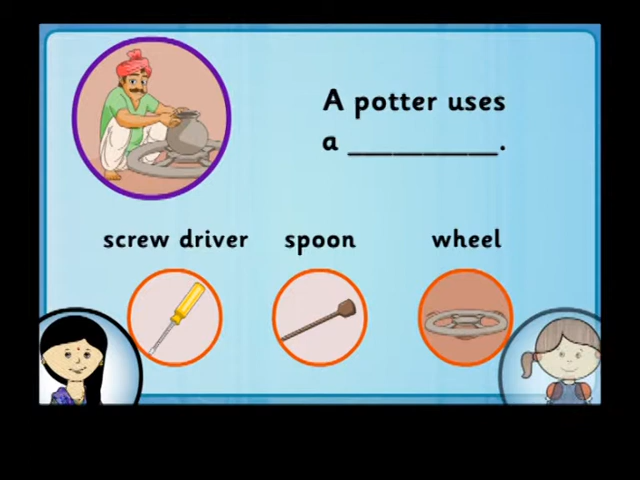 A potter uses
a __________.
screw driver spoon wheel